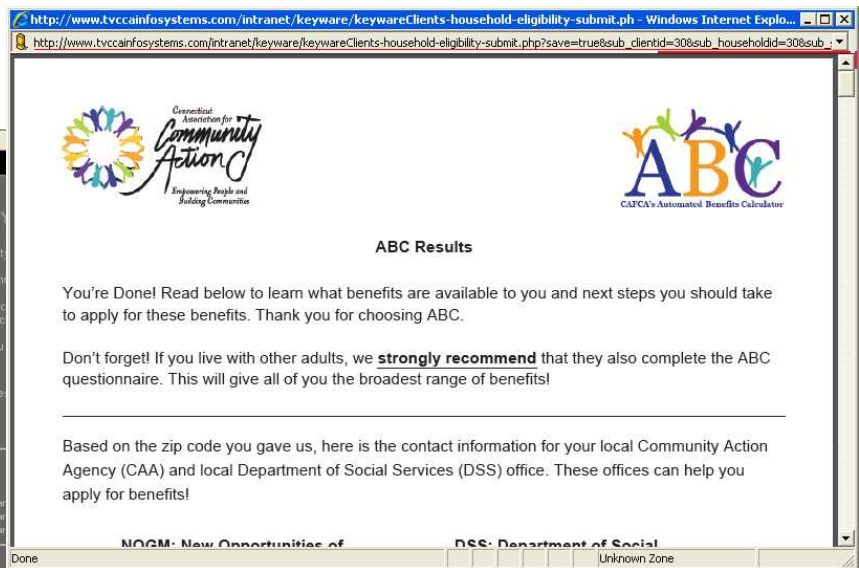 http://www.tvccainfosystems.com/intranet/keyware/keywareClients-household-eligibility-submit.ph - Windows Internet Explo...
http://www.tvccainfosystems.com/intranet/keyware/keywareClients-household-eligibility-submit.php?save=true&sub_clientid=30&sub_householdid=30&sub_
Connecticut
Association for
Community
Action
Empowering People and
Building Communities
ABC
CAFCA's Automated Benefits Calculator
ABC Results
You're Done! Read below to learn what benefits are available to you and next steps you should take
to apply for these benefits. Thank you for choosing ABC.
Don't forget! If you live with other adults, we strongly recommend that they also complete the ABC
questionnaire. This will give all of you the broadest range of benefits!
Based on the zip code you gave us, here is the contact information for your local Community Action
Agency (CAA) and local Department of Social Services (DSS) office. These offices can help you
apply for benefits!
NOGM: New Opportunities of DSS: Department of Social
Done Unknown Zone